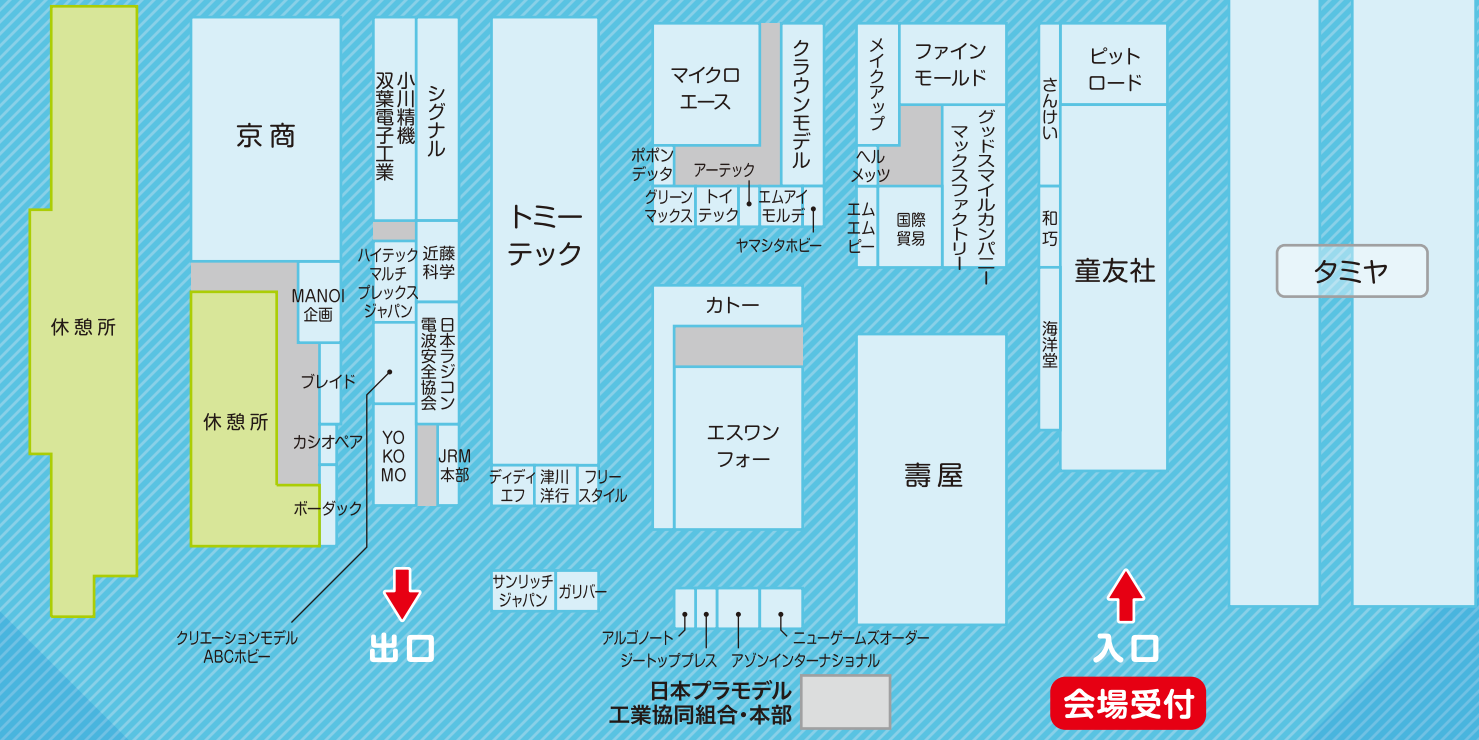 休憩所
京商
MANOI
企画
休憩所
ブレイド
カシオペア
ボーダック
小川精機
双葉電子工業
シグナル
ハイテック
マルチ
プレックス
ジャパン
近藤
科学
日本ラジコン
電波安全協会
YO
KO
MO
JRM
本部
クリエーションモデル
ABCホビー
出口
トミー
テック
ディディ
エフ
津川
洋行
フリー
スタイル
サンリッチ
ジャパン
ガリバー
マイクロ
エース
クラウンモデル
ポポン
デッタ
アーテック
グリーン
マックス
トイ
テック
エムアイ
モルデ
ヤマシタホビー
カトー
エスワン
フォー
アルゴノート
ジートッププレス
アゾンインターナショナル
ニューゲームズオーダー
日本プラモデル
工業協同組合・本部
メイクアップ
ファイン
モールド
ヘル
メッツ
グッドスマイルカンパニー
マックスファクトリー
エム
エム
ピー
国際
貿易
壽屋
さんけい
ピット
ロード
和巧
童友社
海洋堂
入口
会場受付
タミヤ